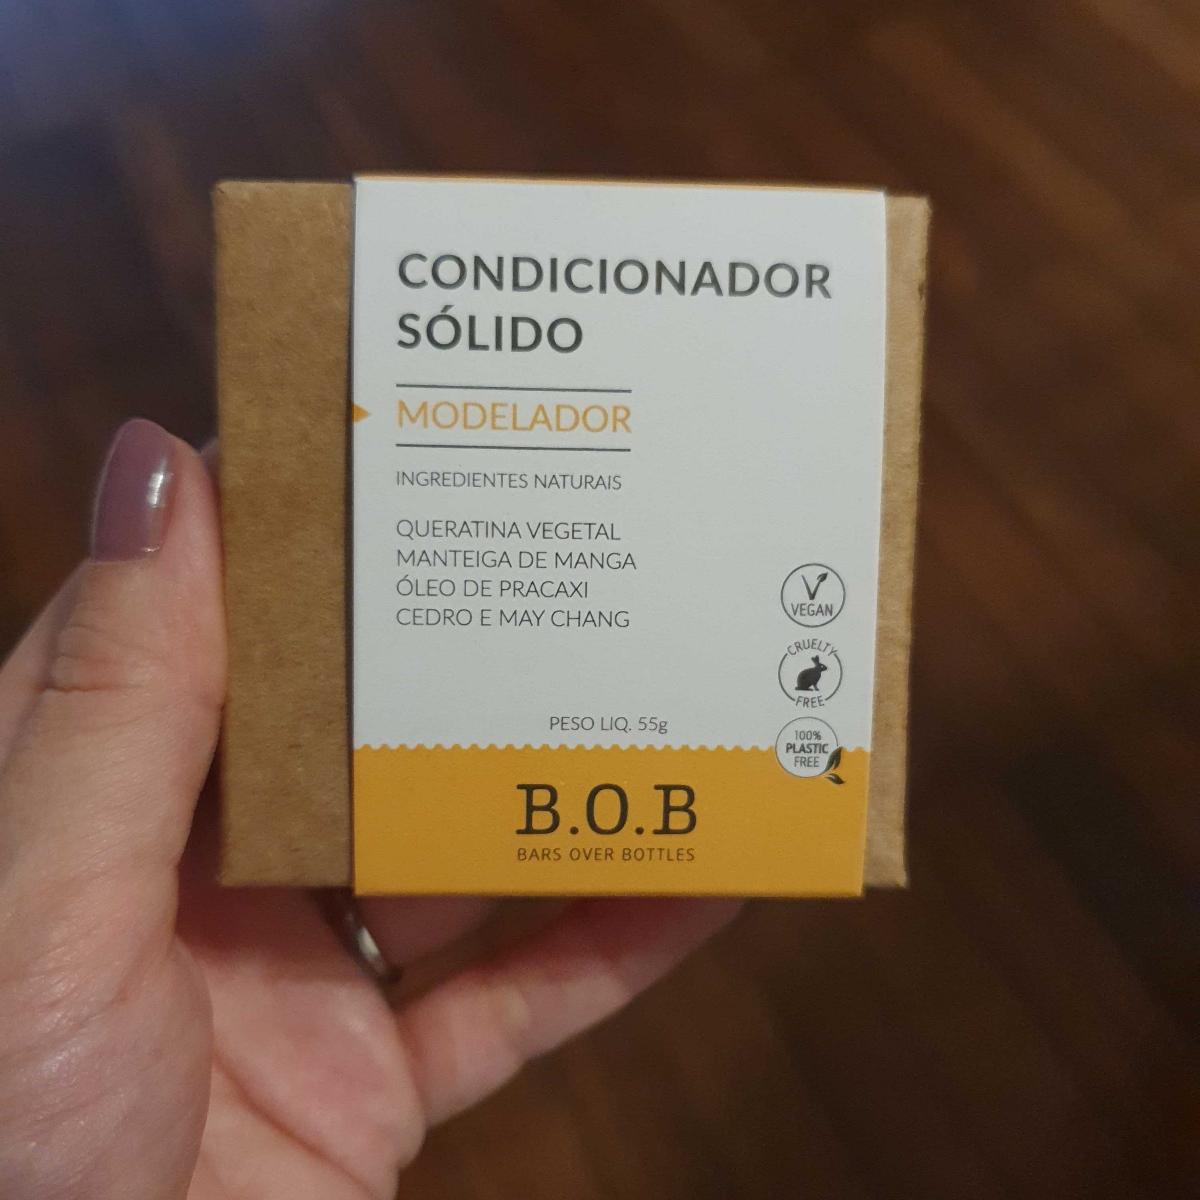 CONDICIONADOR
SÓLIDO
MODELADOR
INGREDIENTES NATURAIS
QUERATINA VEGETAL
MANTEIGA DE MANGA
ÓLEO DE PRACAXI
CEDRO E MAY CHANG
VEGAN
CRUELTY
FREE
PESO LIQ. 55g
100%
PLASTIC
FREE
B.O.B
BARS OVER BOTTLES